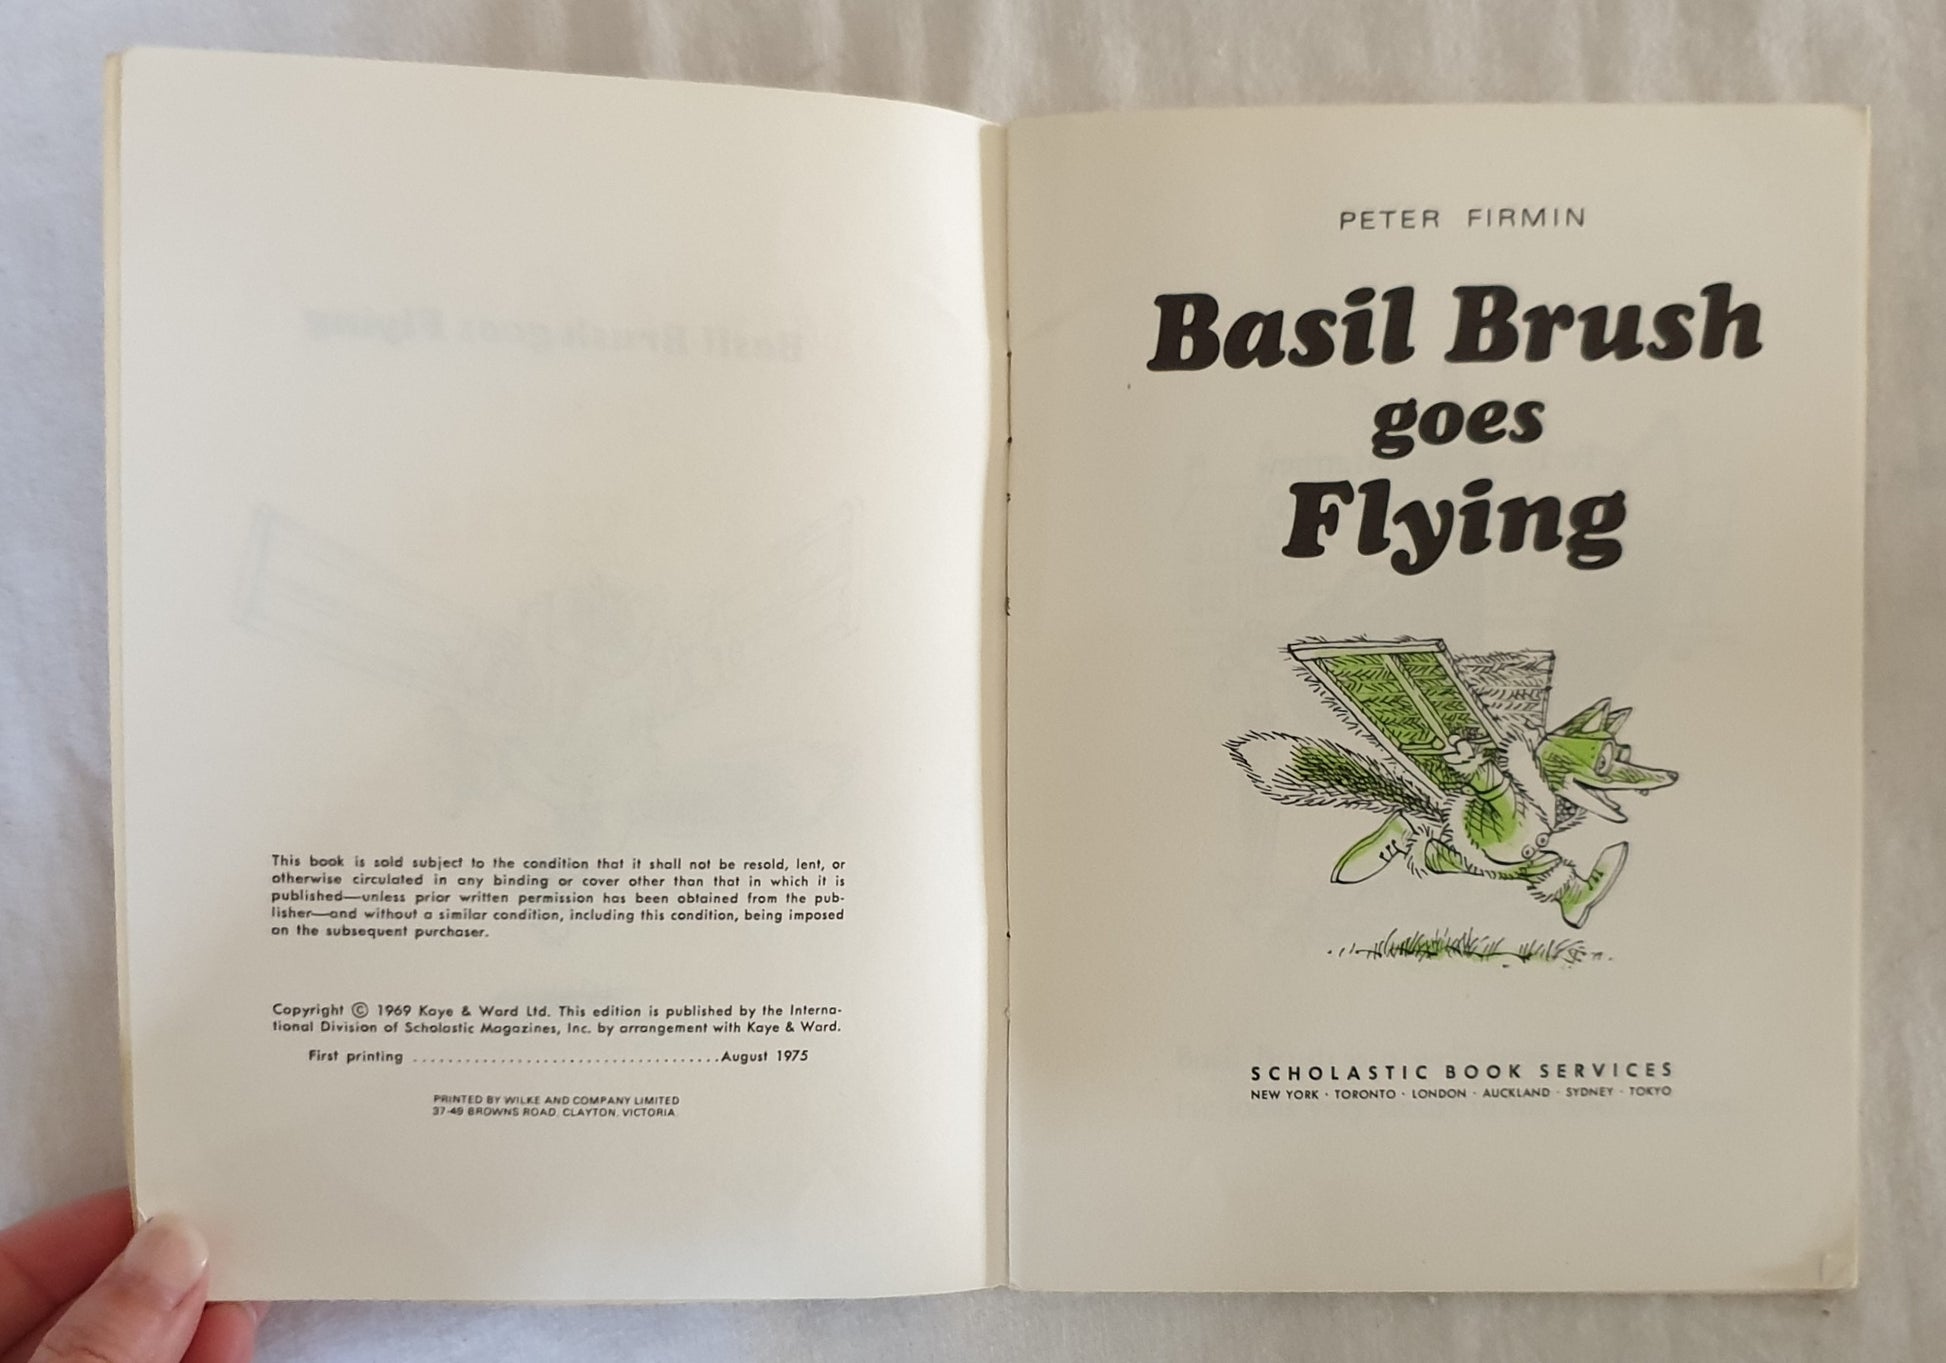 This book is sold subject to the condition that it shall not be resold, lent, or
otherwise circulated in any binding or cover other than that in which it is
published—unless prior written permission has been obtained from the pub-
lisher—and without a similar condition, including this condition, being imposed
on the subsequent purchaser.
Copyright © 1969 Kaye & Ward Ltd. This edition is published by the Interna-
tional Division of Scholastic Magazines, Inc. by arrangement with Kaye & Ward.
First printing ......................................August 1975
PRINTED BY WILKE AND COMPANY LIMITED
37-49 BROWNS ROAD, CLAYTON, VICTORIA
PETER FIRMIN
Basil Brush
goes
Flying
SCHOLASTIC BOOK SERVICES
NEW YORK · TORONTO · LONDON · AUCKLAND · SYDNEY · TOKYO